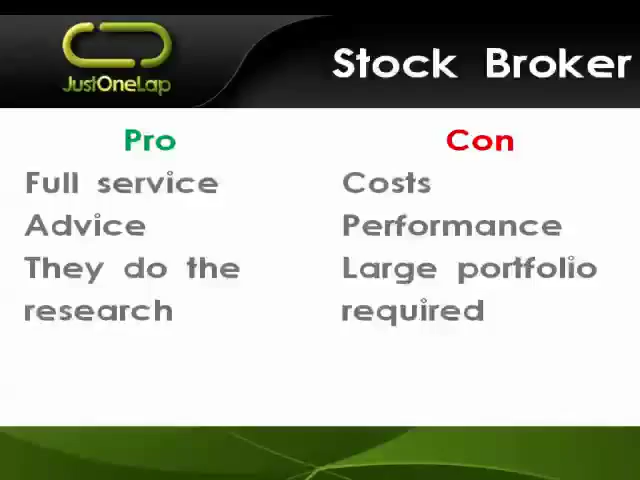 JustOneLap
Stock Broker
Pro
Full service
Advice
They do the
research
Con
Costs
Performance
Large portfolio
required